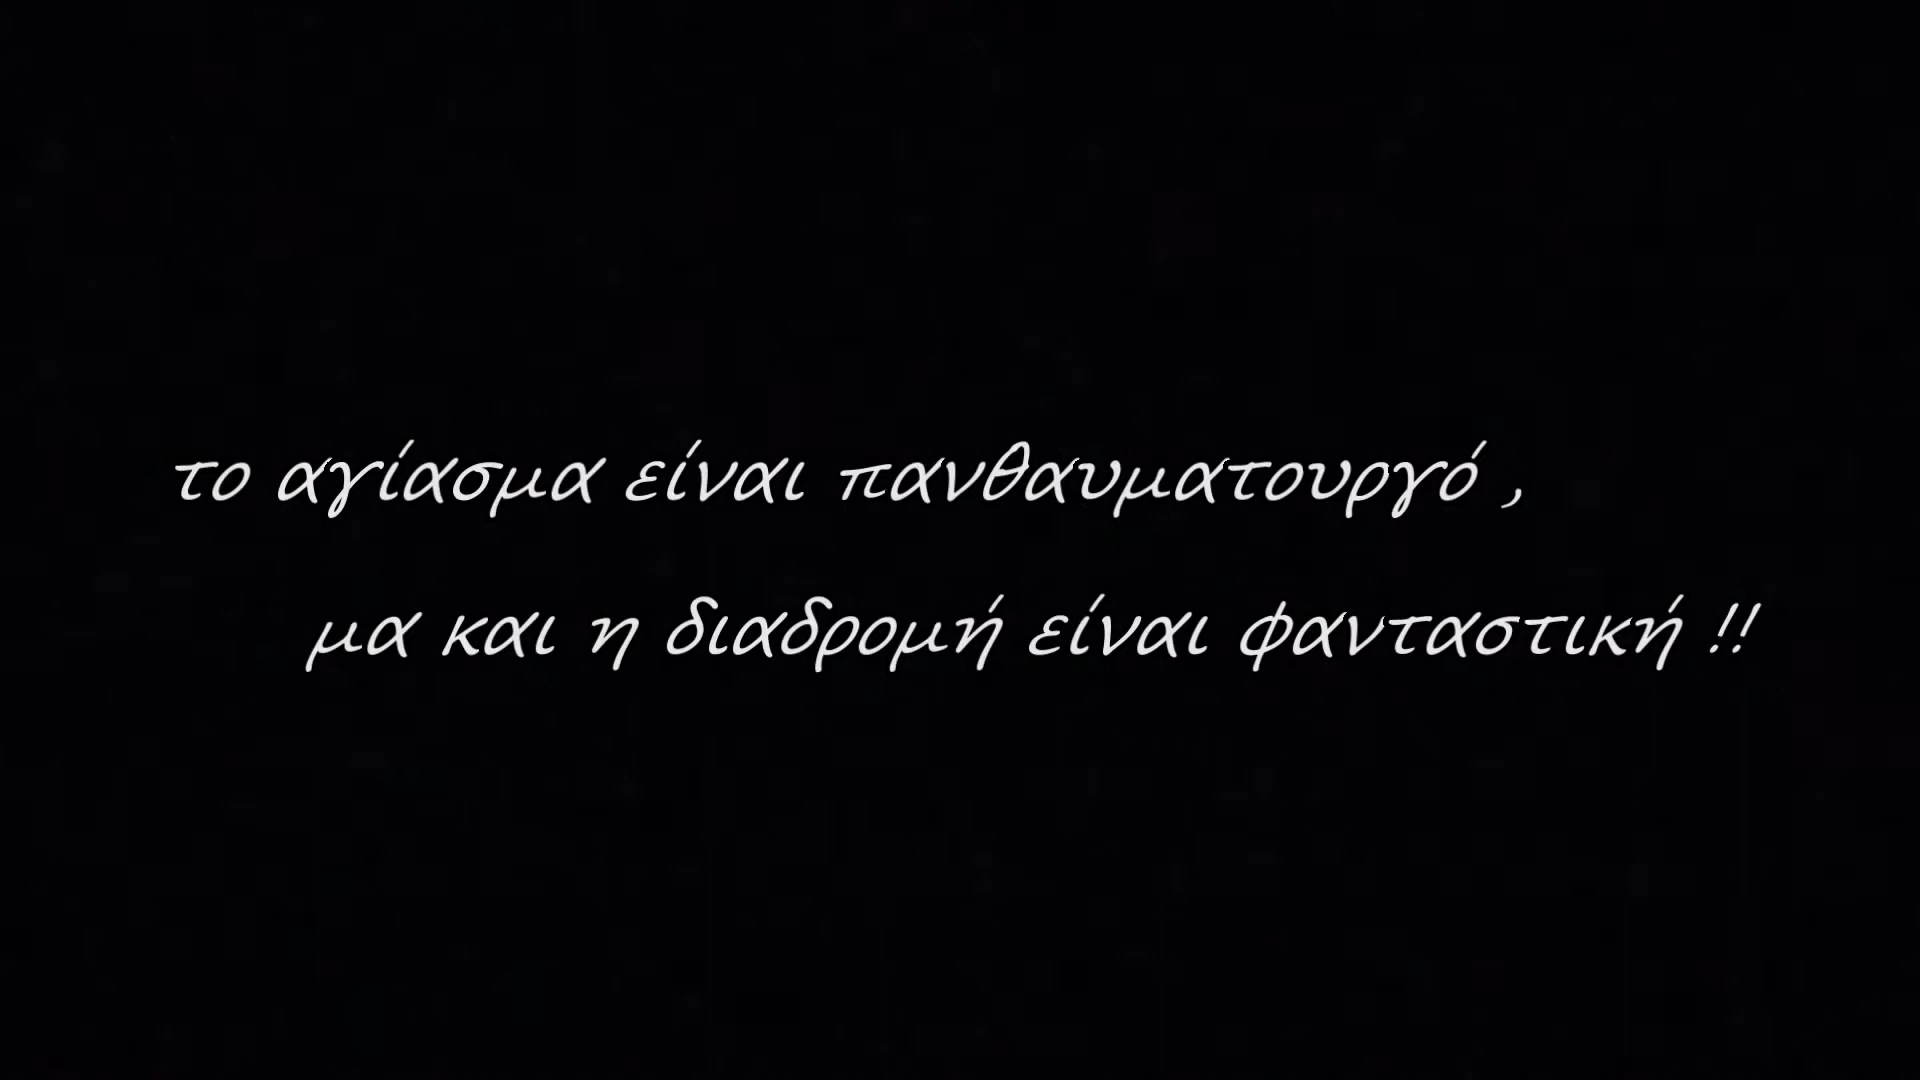 το αγίασμα είναι πανθαυματουργό ,
μα και η διαδρομή είναι φανταστική !!